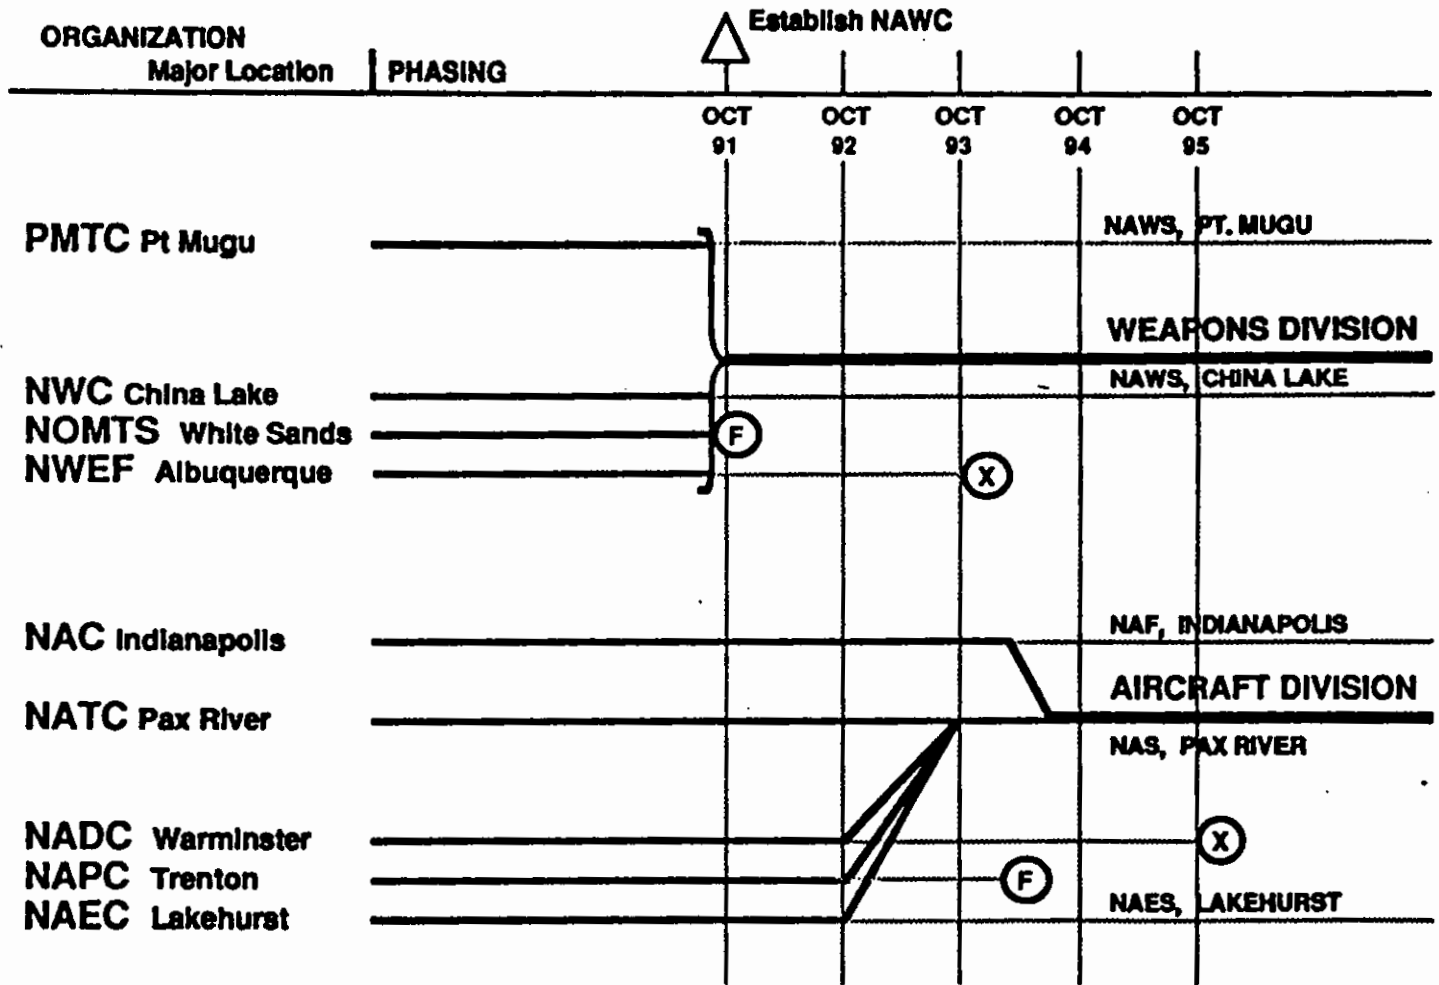 Establish NAWC
ORGANIZATION
Major Location
PHASING
OCT 91
OCT 92
OCT 93
OCT 94
OCT 95
PMTC Pt Mugu
NAWS, PT. MUGU
WEAPONS DIVISION
NWC China Lake
NAWS, CHINA LAKE
NOMTS White Sands
F
NWEF Albuquerque
X
NAC Indianapolis
NAF, INDIANAPOLIS
AIRCRAFT DIVISION
NATC Pax River
NAS, PAX RIVER
NADC Warminster
X
NAPC Trenton
F
NAEC Lakehurst
NAES, LAKEHURST